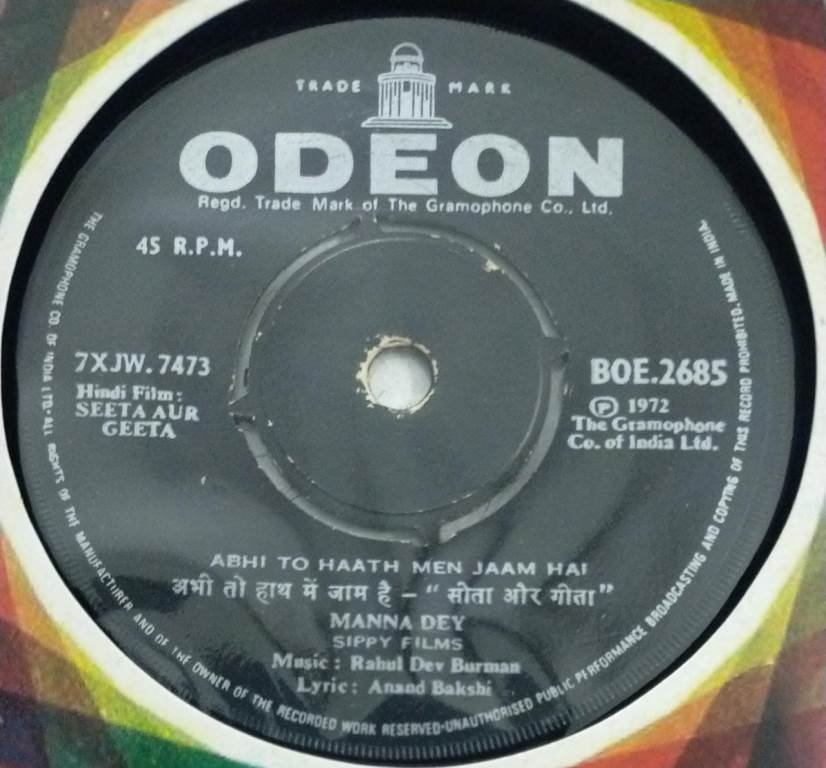 TRADE MARK
ODEON
Regd. Trade Mark of The Gramophone Co., Ltd.
45 R.P.M.
7XJW.7473
Hindi Film:
SEETA AUR
GEETA
BOE.2685
Ⓟ 1972
The Gramophone
Co. of India Ltd.
ABHI TO HAATH MEN JAAM HAI
अभी तो हाथ में जाम है – “ सीता और गीता”
MANNA DEY
SIPPY FILMS
Music: Rahul Dev Burman
Lyric: Anand Bakshi
THE GRAMOPHONE CO. OF INDIA LTD·ALL RIGHTS OF THE MANUFACTURER AND OF THE OWNER OF THE RECORDED WORK RESERVED·UNAUTHORISED PUBLIC PERFORMANCE BROADCASTING AND COPYING OF THIS RECORD PROHIBITED·MADE IN INDIA.